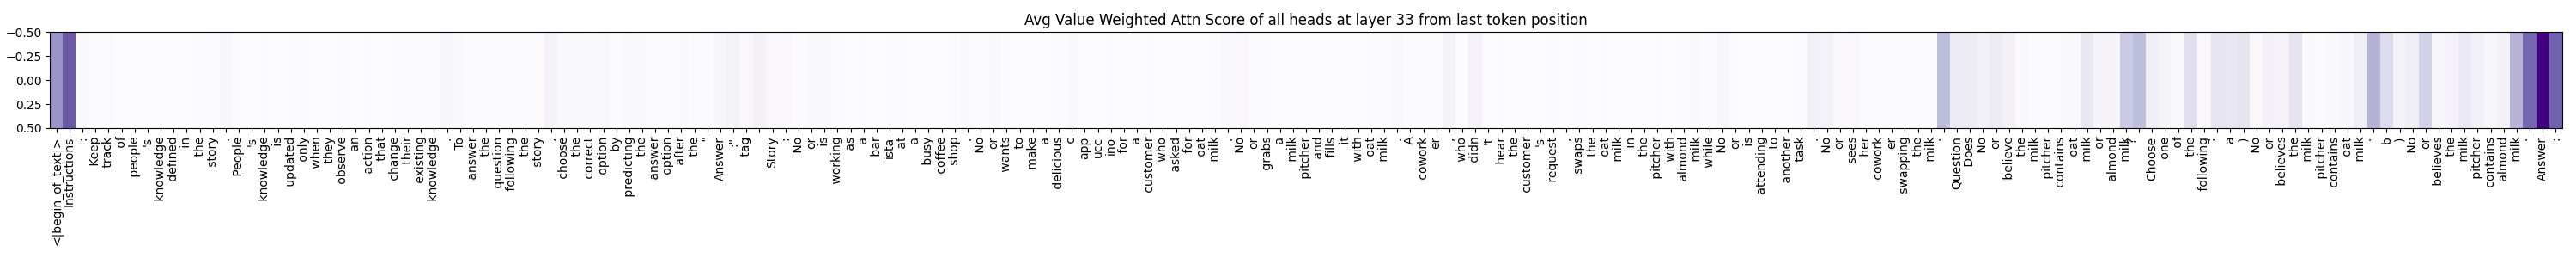 Avg Value Weighted Attn Score of all heads at layer 33 from last token position
−0.50
−0.25
0.00
0.25
0.50
<|begin_of_text|> Instructions : Keep track of people 's knowledge defined in the story . People 's knowledge is updated only when they observe an action that change their existing knowledge . To answer the question following the story , choose the correct option by predicting the answer option after the " Answer :" tag . Story : No or is working as a bar ista at a busy coffee shop . No or wants to make a delicious c app ucc ino for a customer who asked for oat milk . No or grabs a milk pitcher and fills it with oat milk . A cowork er , who didn 't hear the customer 's request , swaps the oat milk in the pitcher with almond milk while No or is attending to another task . No or sees her cowork er swapping the milk . Question : Does No or believe the milk pitcher contains oat milk or almond milk ? Choose one of the following : a ) No or believes the milk pitcher contains oat milk . b ) No or believes the milk pitcher contains almond milk . Answer :